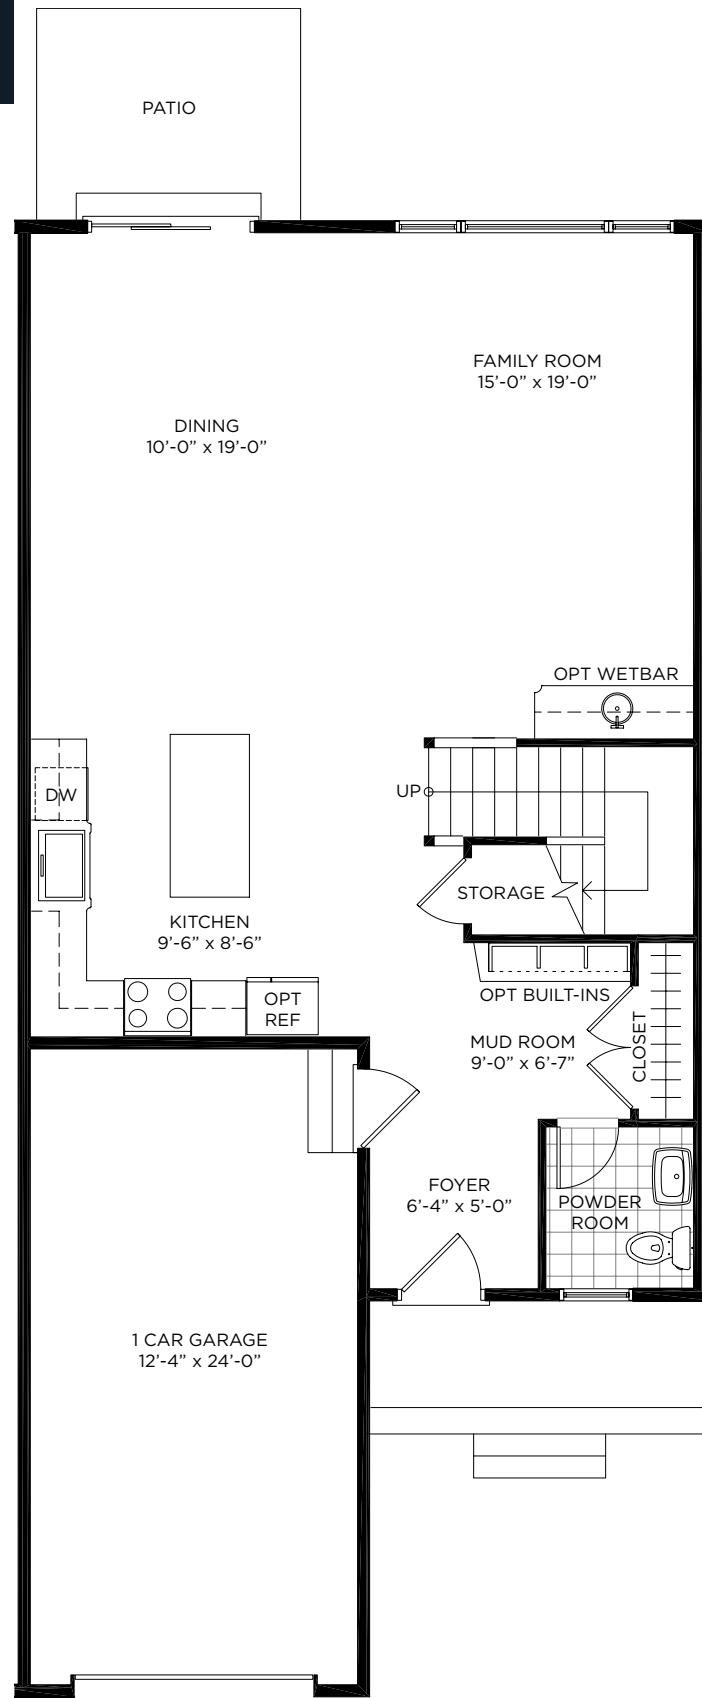 PATIO
FAMILY ROOM
15’-0” x 19’-0”
DINING
10’-0” x 19’-0”
OPT WETBAR
DW
UP
STORAGE
KITCHEN
9’-6” x 8’-6”
OPT
REF
OPT BUILT-INS
MUD ROOM
9’-0” x 6’-7”
CLOSET
FOYER
6’-4” x 5’-0”
POWDER
ROOM
1 CAR GARAGE
12’-4” x 24’-0”